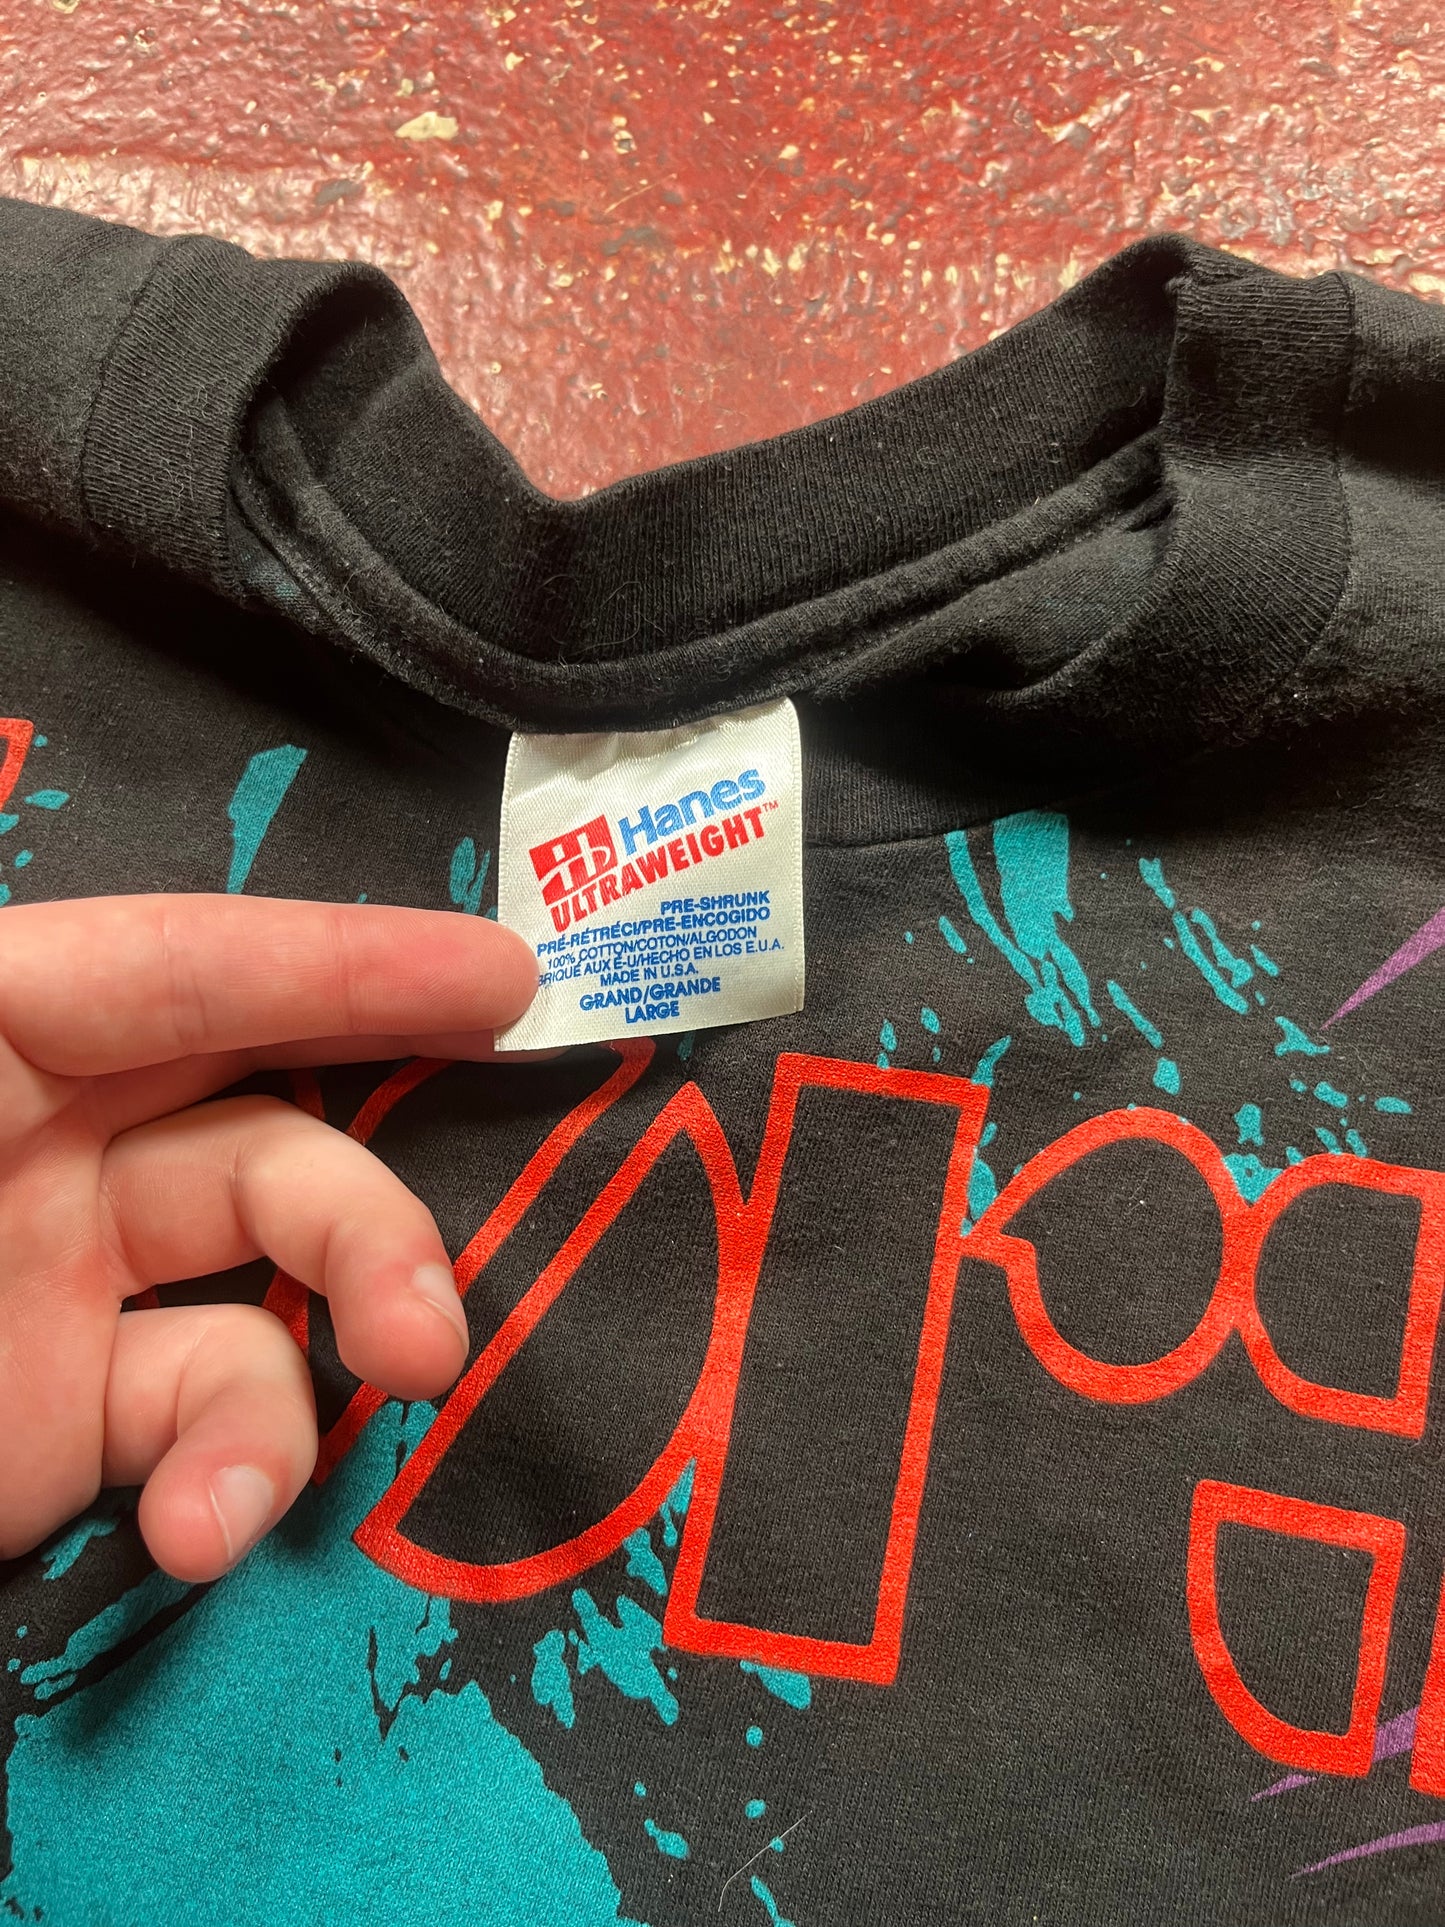 Hanes
ULTRAWEIGHT™
PRE-SHRUNK
PRÉ-RÉTRÉCI/PRE-ENCOGIDO
100% COTTON/COTON/ALGODON
BRIQUÉ AUX É-U/HECHO EN LOS E.U.A.
MADE IN U.S.A.
GRAND/GRANDE
LARGE